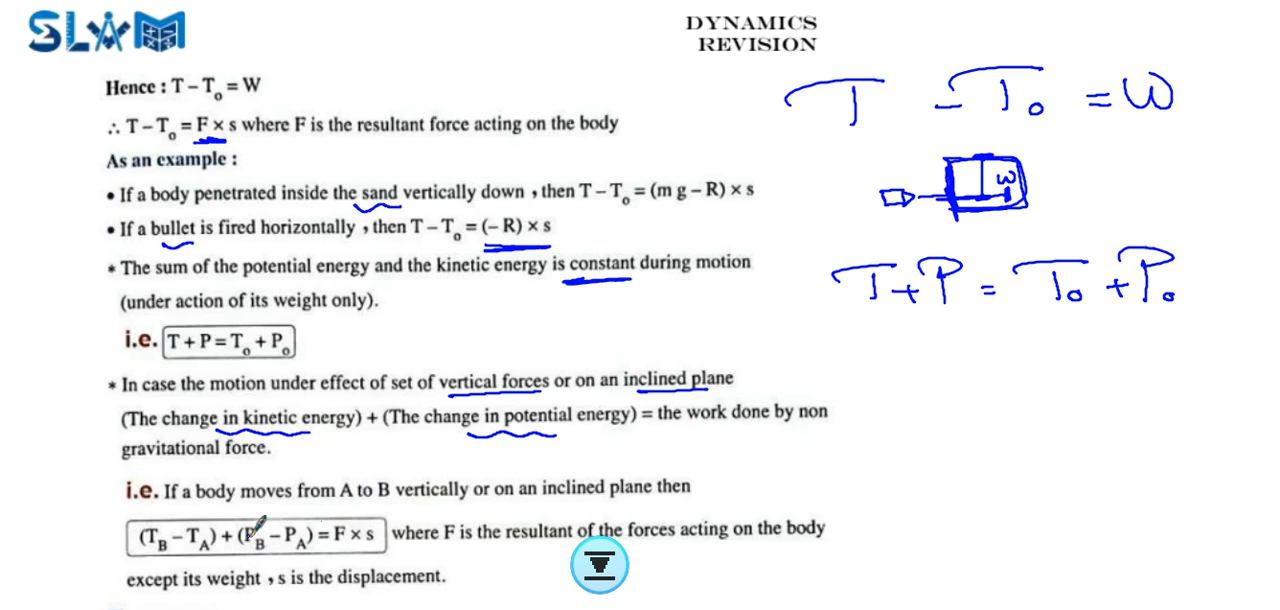 SLAM
DYNAMICS
REVISION
Hence : T – T₀ = W
∴ T – T₀ = F × s where F is the resultant force acting on the body
As an example :
• If a body penetrated inside the sand vertically down , then T – T₀ = (m g – R) × s
• If a bullet is fired horizontally , then T – T₀ = (– R) × s
* The sum of the potential energy and the kinetic energy is constant during motion
(under action of its weight only).
i.e. T + P = T₀ + P₀
* In case the motion under effect of set of vertical forces or on an inclined plane
(The change in kinetic energy) + (The change in potential energy) = the work done by non
gravitational force.
i.e. If a body moves from A to B vertically or on an inclined plane then
(T_B – T_A) + (P_B – P_A) = F × s where F is the resultant of the forces acting on the body
except its weight , s is the displacement.
T – T₀ = W
W
T + P = T₀ + P₀